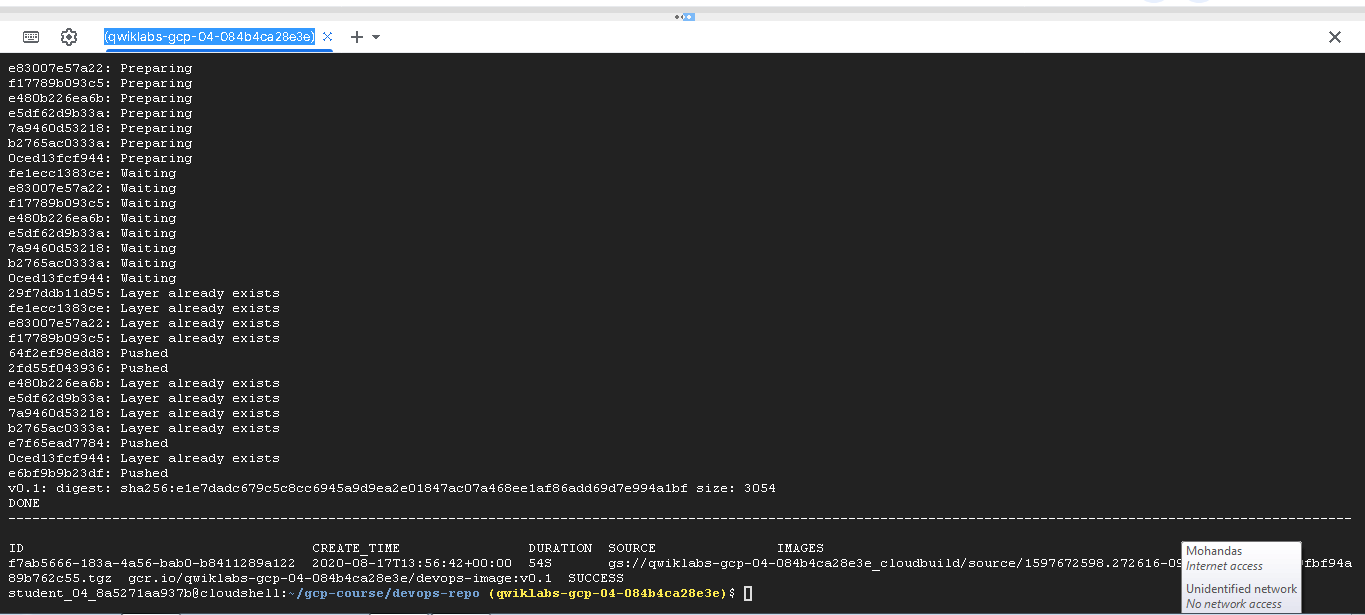 (qwiklabs-gcp-04-084b4ca28e3e)
e83007e57a22: Preparing
f17789b093c5: Preparing
e480b226ea6b: Preparing
e5df62d9b33a: Preparing
7a9460d53218: Preparing
b2765ac0333a: Preparing
0ced13fcf944: Preparing
fe1ecc1383ce: Waiting
e83007e57a22: Waiting
f17789b093c5: Waiting
e480b226ea6b: Waiting
e5df62d9b33a: Waiting
7a9460d53218: Waiting
b2765ac0333a: Waiting
0ced13fcf944: Waiting
29f7ddb11d95: Layer already exists
fe1ecc1383ce: Layer already exists
e83007e57a22: Layer already exists
f17789b093c5: Layer already exists
64f2ef98edd8: Pushed
2fd55f043936: Pushed
e480b226ea6b: Layer already exists
e5df62d9b33a: Layer already exists
7a9460d53218: Layer already exists
b2765ac0333a: Layer already exists
e7f65ead7784: Pushed
0ced13fcf944: Layer already exists
e6bf9b9b23df: Pushed
v0.1: digest: sha256:e1e7dadc679c5c8cc6945a9d9ea2e01847ac07a468ee1af86add69d7e994a1bf size: 3054
DONE
ID CREATE_TIME DURATION SOURCE IMAGES
f7ab5666-183a-4a56-bab0-b8411289a122 2020-08-17T13:56:42+00:00 54S gs://qwiklabs-gcp-04-084b4ca28e3e_cloudbuild/source/1597672598.272616-09 fbf94a
89b762c55.tgz gcr.io/qwiklabs-gcp-04-084b4ca28e3e/devops-image:v0.1 SUCCESS
student_04_8a5271aa937b@cloudshell:~/gcp-course/devops-repo (qwiklabs-gcp-04-084b4ca28e3e)$
Mohandas
Internet access
Unidentified network
No network access